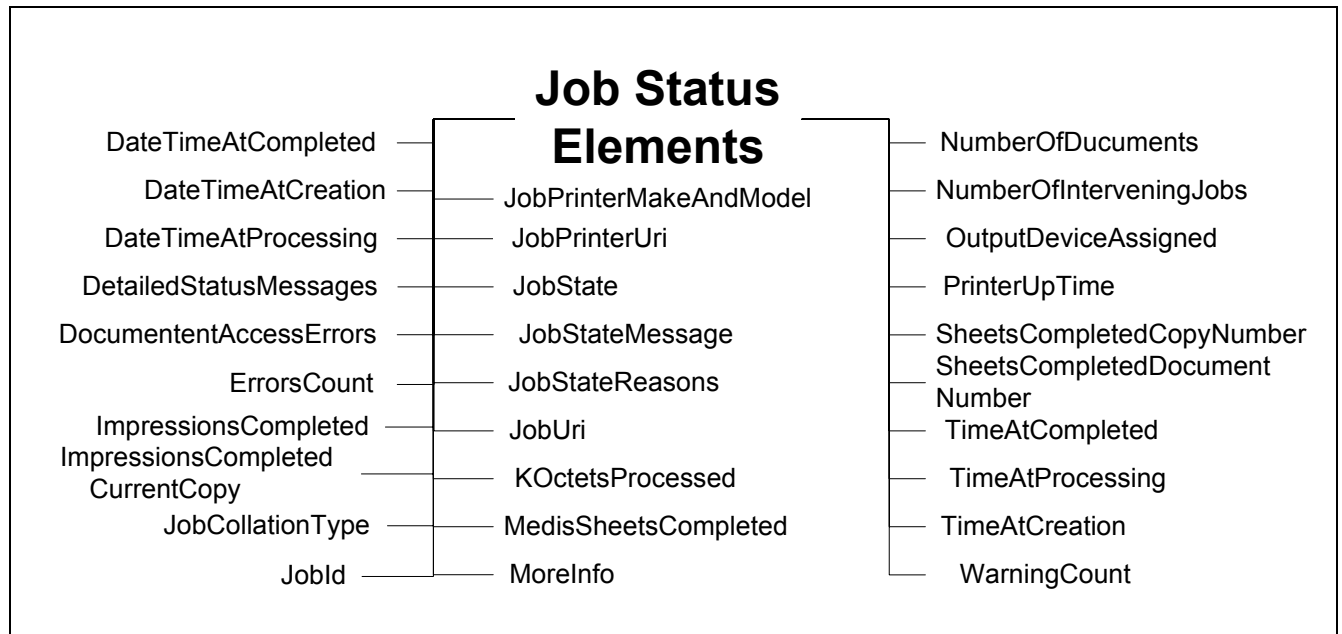 Job Status
Elements
DateTimeAtCompleted
DateTimeAtCreation
DateTimeAtProcessing
DetailedStatusMessages
DocumententAccessErrors
ErrorsCount
ImpressionsCompleted
ImpressionsCompleted
CurrentCopy
JobCollationType
JobId
JobPrinterMakeAndModel
JobPrinterUri
JobState
JobStateMessage
JobStateReasons
JobUri
KOctetsProcessed
MedisSheetsCompleted
MoreInfo
NumberOfDucuments
NumberOfInterveningJobs
OutputDeviceAssigned
PrinterUpTime
SheetsCompletedCopyNumber
SheetsCompletedDocument
Number
TimeAtCompleted
TimeAtProcessing
TimeAtCreation
WarningCount